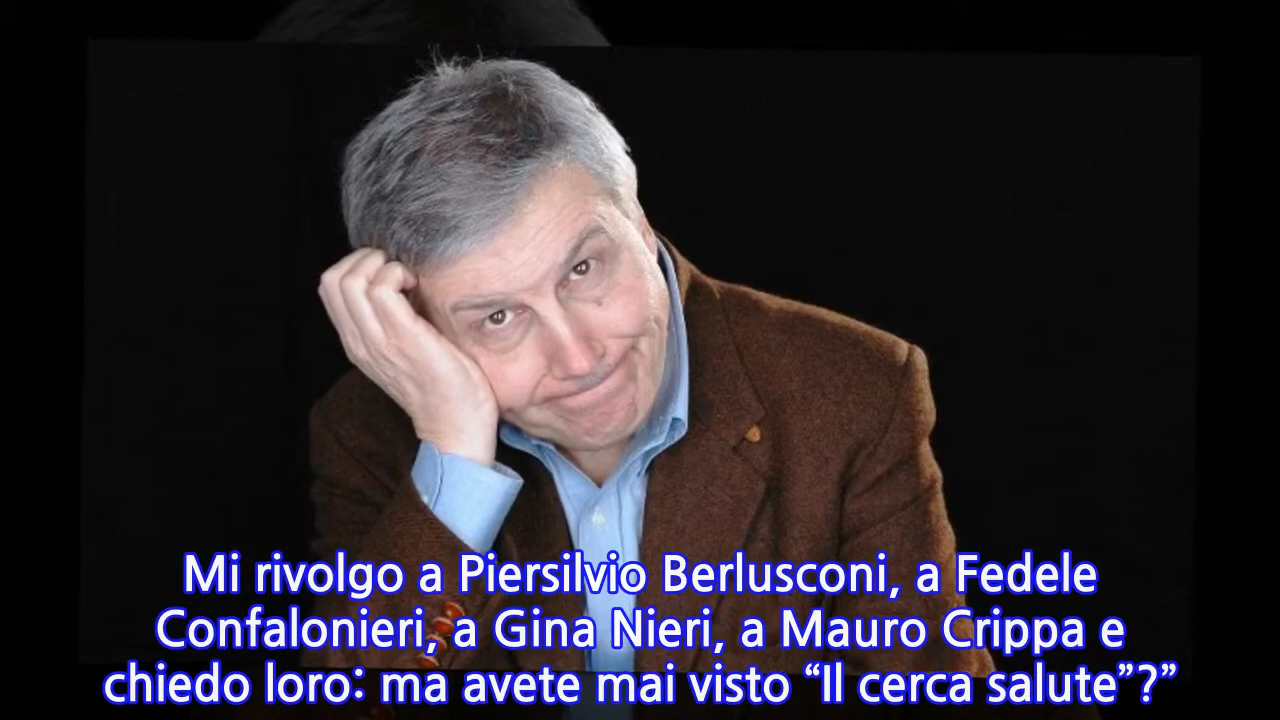 Mi rivolgo a Piersilvio Berlusconi, a Fedele
Confalonieri, a Gina Nieri, a Mauro Crippa e
chiedo loro: ma avete mai visto “Il cerca salute”?”